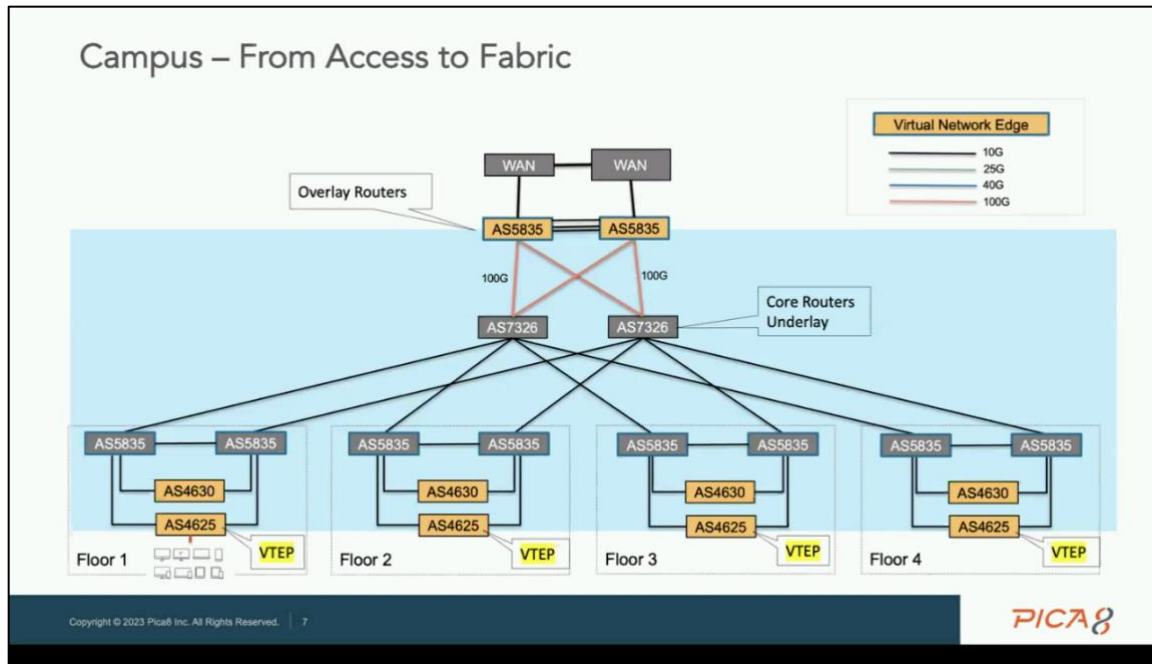 Campus – From Access to Fabric
Virtual Network Edge
10G
25G
40G
100G
WAN
WAN
Overlay Routers
AS5835
AS5835
100G
100G
Core Routers
Underlay
AS7326
AS7326
AS5835
AS5835
AS5835
AS5835
AS5835
AS5835
AS5835
AS5835
AS4630
AS4630
AS4630
AS4630
AS4625
AS4625
AS4625
AS4625
Floor 1
VTEP
Floor 2
VTEP
Floor 3
VTEP
Floor 4
VTEP
Copyright © 2023 Pica8 Inc. All Rights Reserved. | 7
PICA8